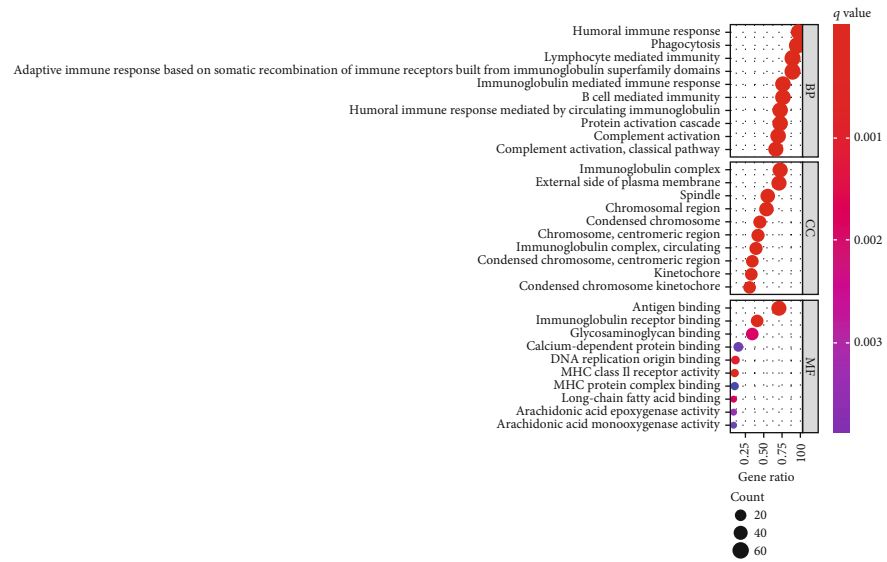 q value
Humoral immune response
Phagocytosis
Lymphocyte mediated immunity
Adaptive immune response based on somatic recombination of immune receptors built from immunoglobulin superfamily domains
Immunoglobulin mediated immune response
B cell mediated immunity
Humoral immune response mediated by circulating immunoglobulin
Protein activation cascade
Complement activation
Complement activation, classical pathway
BP
Immunoglobulin complex
External side of plasma membrane
Spindle
Chromosomal region
Condensed chromosome
Chromosome, centromeric region
Immunoglobulin complex, circulating
Condensed chromosome, centromeric region
Kinetochore
Condensed chromosome kinetochore
CC
Antigen binding
Immunoglobulin receptor binding
Glycosaminoglycan binding
Calcium-dependent protein binding
DNA replication origin binding
MHC class II receptor activity
MHC protein complex binding
Long-chain fatty acid binding
Arachidonic acid epoxygenase activity
Arachidonic acid monooxygenase activity
MF
0.001
0.002
0.003
0.25 0.50 0.75 100
Gene ratio
Count
20
40
60